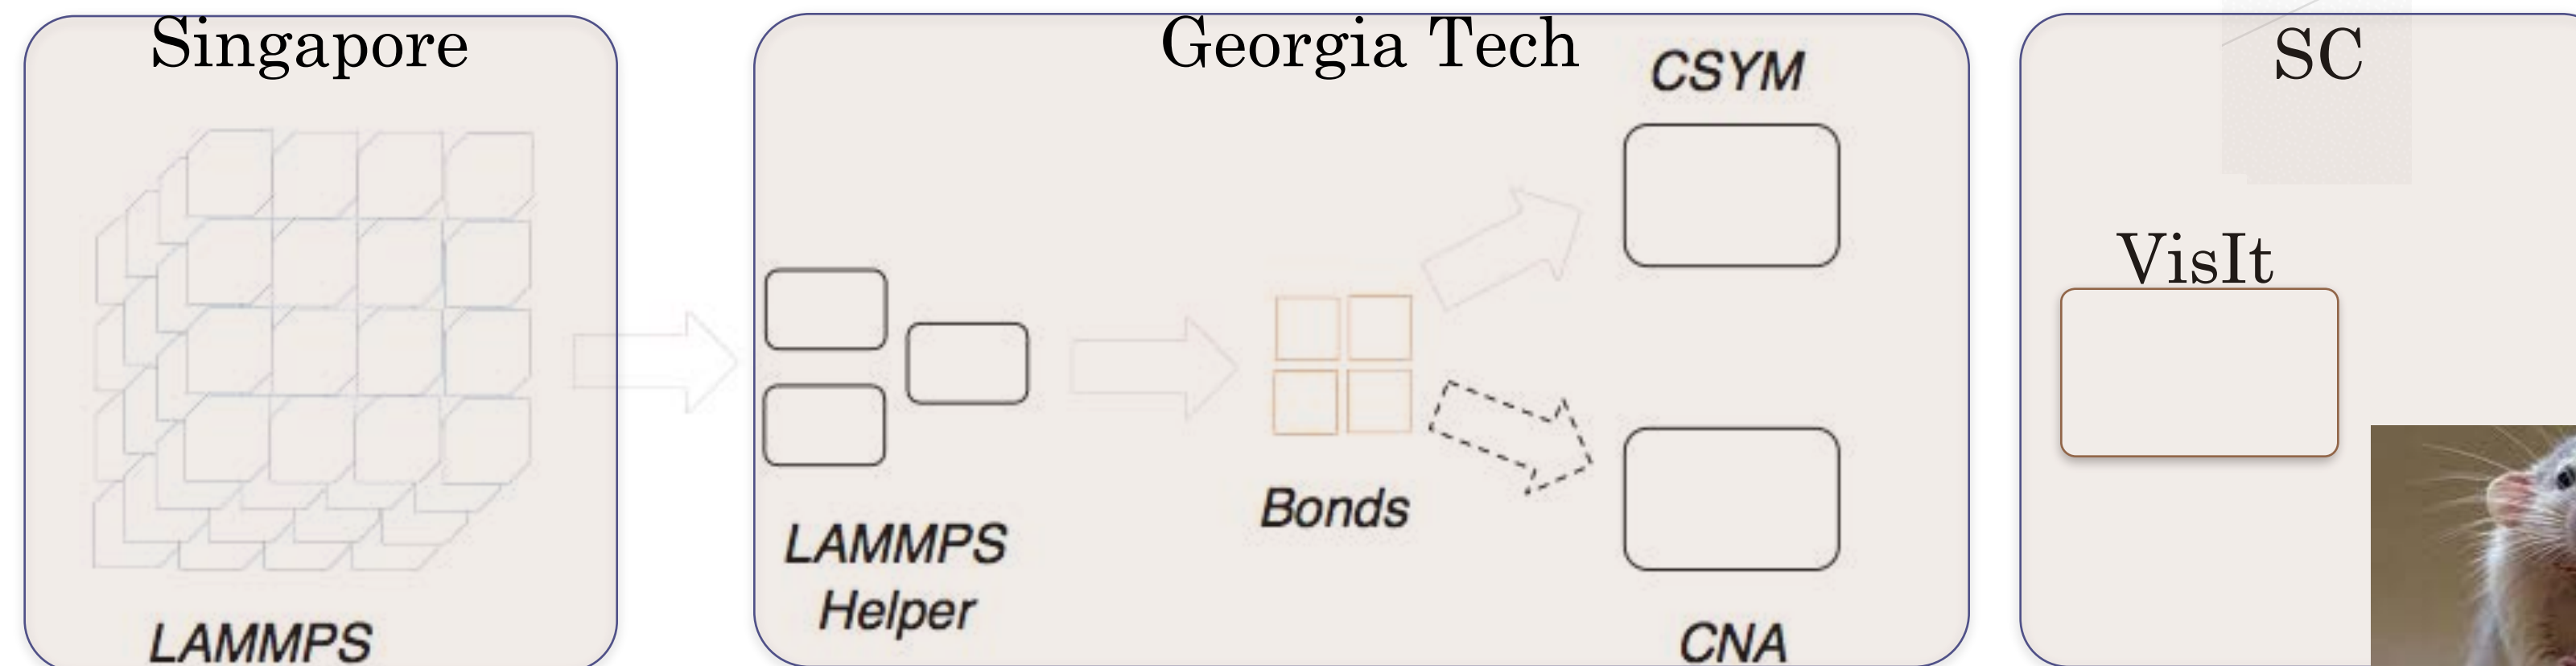 Singapore
LAMMPS
Georgia Tech
LAMMPS
Helper
Bonds
CSYM
CNA
SC
VisIt